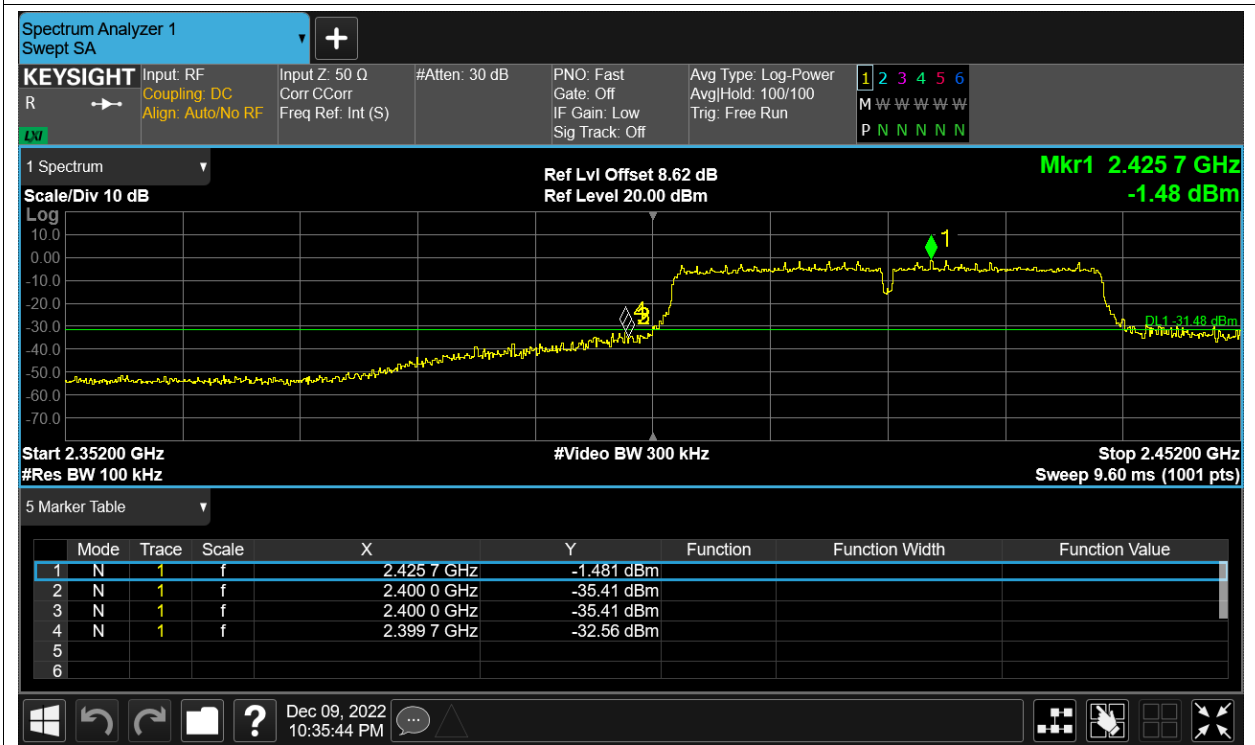 Spectrum Analyzer 1
Swept SA
KEYSIGHT
R
LXI
Input: RF
Coupling: DC
Align: Auto/No RF
Input Z: 50 Ω
Corr CCorr
Freq Ref: Int (S)
#Atten: 30 dB
PNO: Fast
Gate: Off
IF Gain: Low
Sig Track: Off
Avg Type: Log-Power
Avg|Hold: 100/100
Trig: Free Run
1 2 3 4 5 6
M W W W W W
P N N N N N
1 Spectrum
Scale/Div 10 dB
Ref Lvl Offset 8.62 dB
Ref Level 20.00 dBm
Mkr1 2.425 7 GHz
-1.48 dBm
Log
10.0
0.00
-10.0
-20.0
-30.0
-40.0
-50.0
-60.0
-70.0
1
DL1 -31.48 dBm
Start 2.35200 GHz
#Res BW 100 kHz
#Video BW 300 kHz
Stop 2.45200 GHz
Sweep 9.60 ms (1001 pts)
5 Marker Table
Mode Trace Scale X Y Function Function Width Function Value
1 N 1 f 2.425 7 GHz -1.481 dBm
2 N 1 f 2.400 0 GHz -35.41 dBm
3 N 1 f 2.400 0 GHz -35.41 dBm
4 N 1 f 2.399 7 GHz -32.56 dBm
5
6
?
Dec 09, 2022
10:35:44 PM